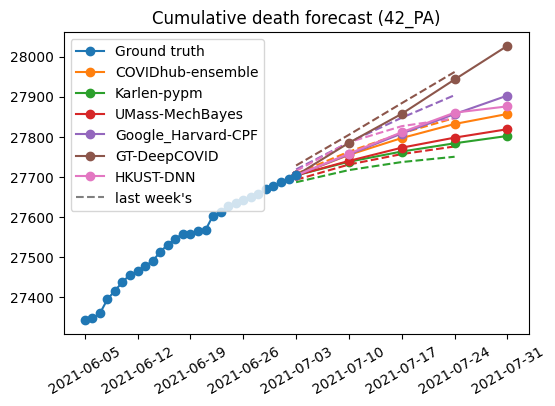 Cumulative death forecast (42_PA)
28000
27900
27800
27700
27600
27500
27400
Ground truth
COVIDhub-ensemble
Karlen-pypm
UMass-MechBayes
Google_Harvard-CPF
GT-DeepCOVID
HKUST-DNN
last week's
2021-06-05
2021-06-12
2021-06-19
2021-06-26
2021-07-03
2021-07-10
2021-07-17
2021-07-24
2021-07-31